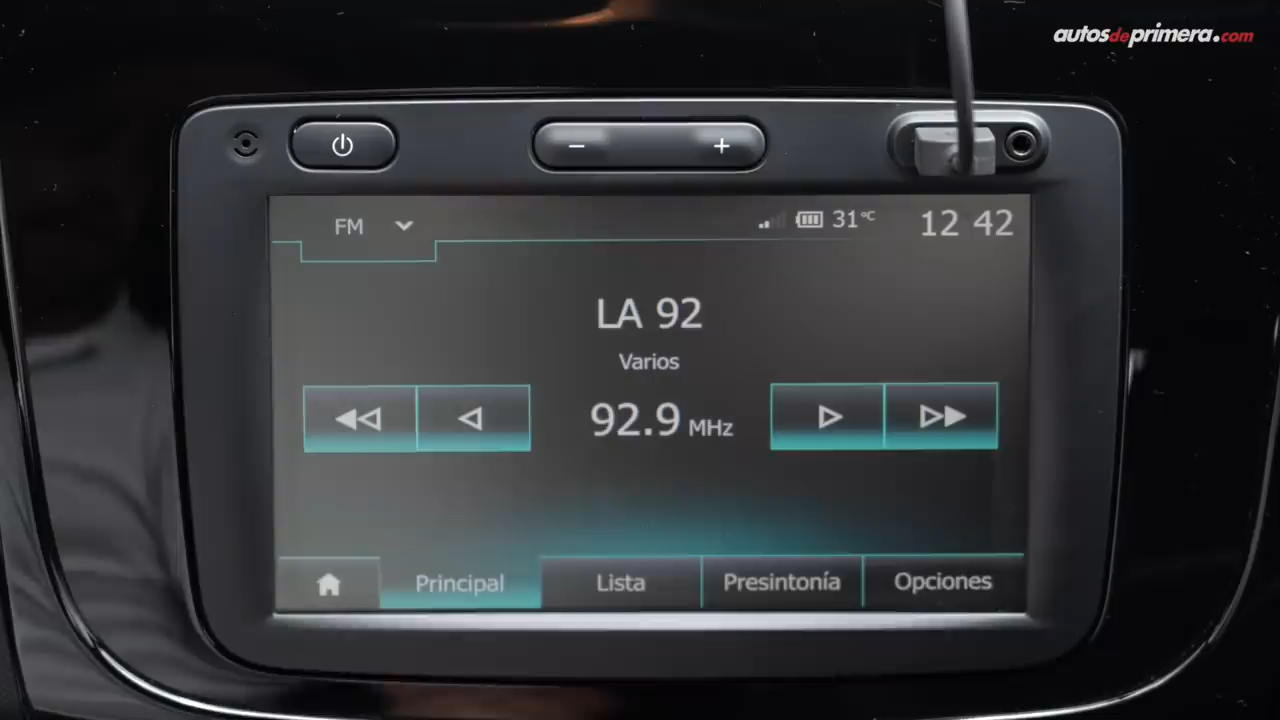 autosdeprimera.com
− +
FM 31°C 12 42
LA 92
Varios
92.9 MHz
Principal Lista Presintonía Opciones